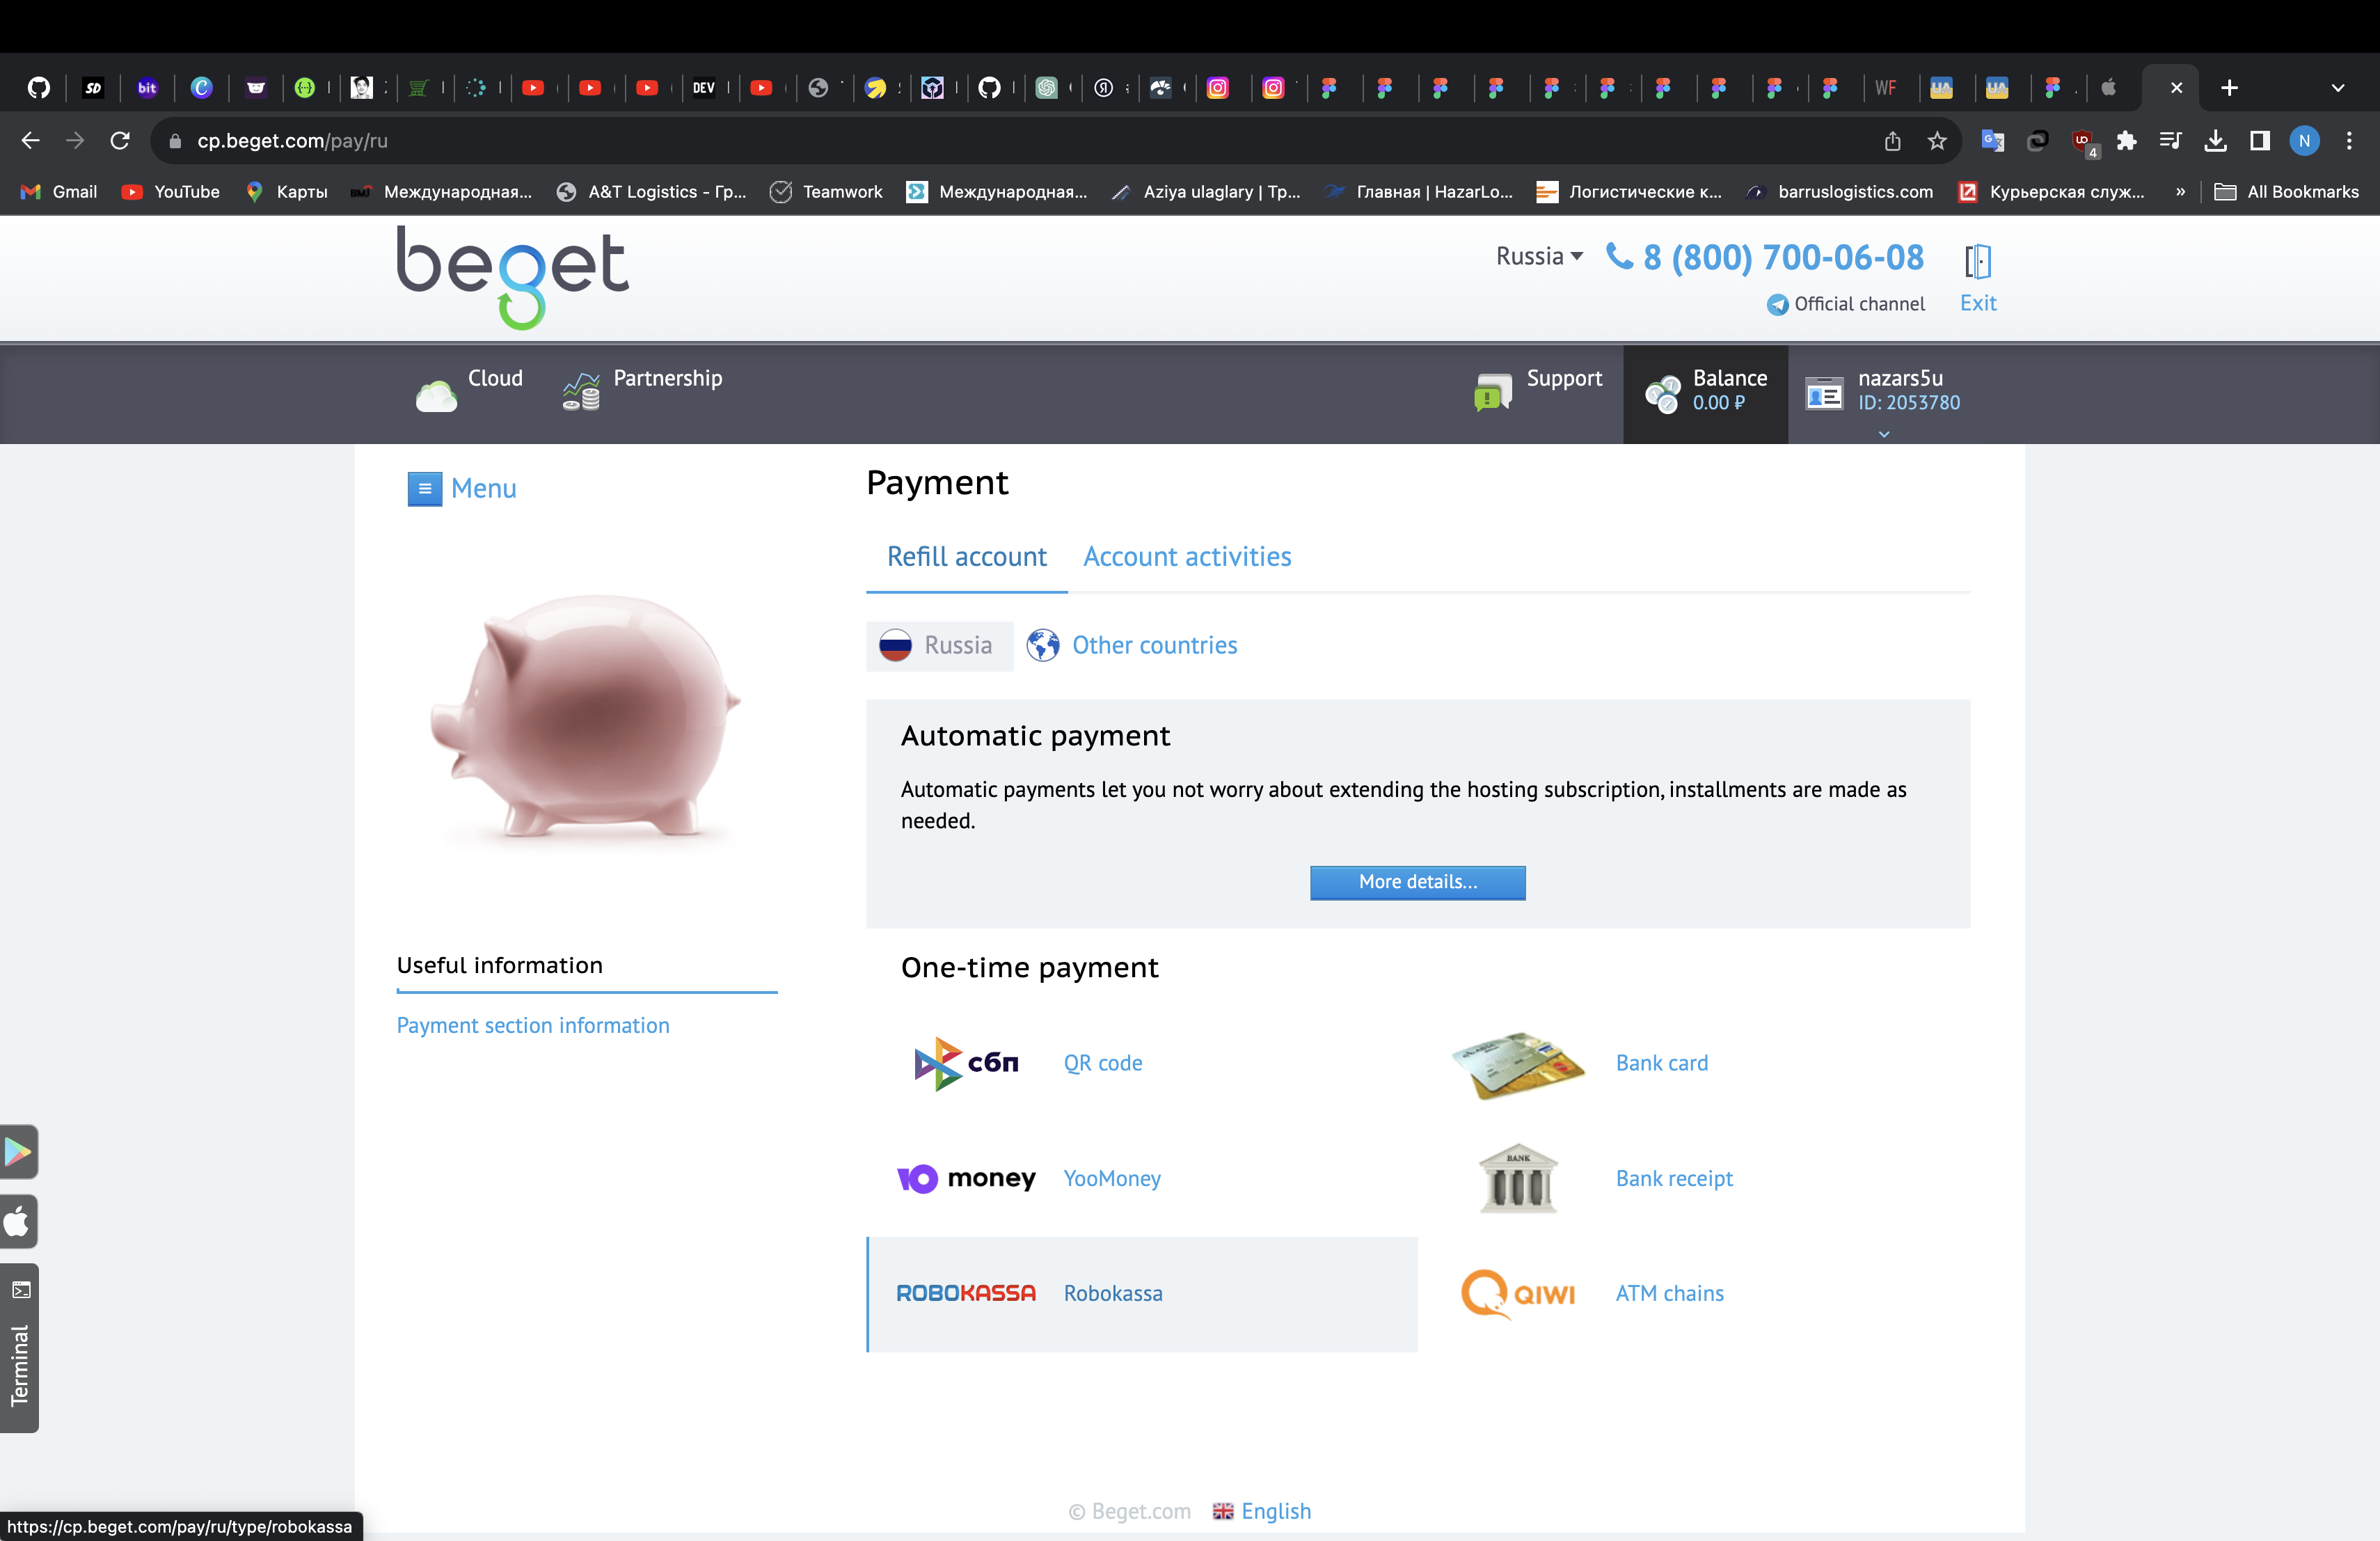 SD
bit
DEV
WF
cp.beget.com/pay/ru
4
N
Gmail
YouTube
Карты
Международная...
A&T Logistics - Гр...
Teamwork
Международная...
Aziya ulaglary | Тр...
Главная | HazarLo...
Логистические к...
barruslogistics.com
Курьерская служ...
»
All Bookmarks
beget
Russia
8 (800) 700-06-08
Official channel
Exit
Cloud
Partnership
Support
Balance
0.00 ₽
nazars5u
ID: 2053780
Menu
Payment
Refill account
Account activities
Russia
Other countries
Automatic payment
Automatic payments let you not worry about extending the hosting subscription, installments are made as
needed.
More details...
Useful information
Payment section information
One-time payment
сбп
QR code
Bank card
Ю money
YooMoney
BANK
Bank receipt
ROBOKASSA
Robokassa
QIWI
ATM chains
Terminal
© Beget.com
English
https://cp.beget.com/pay/ru/type/robokassa